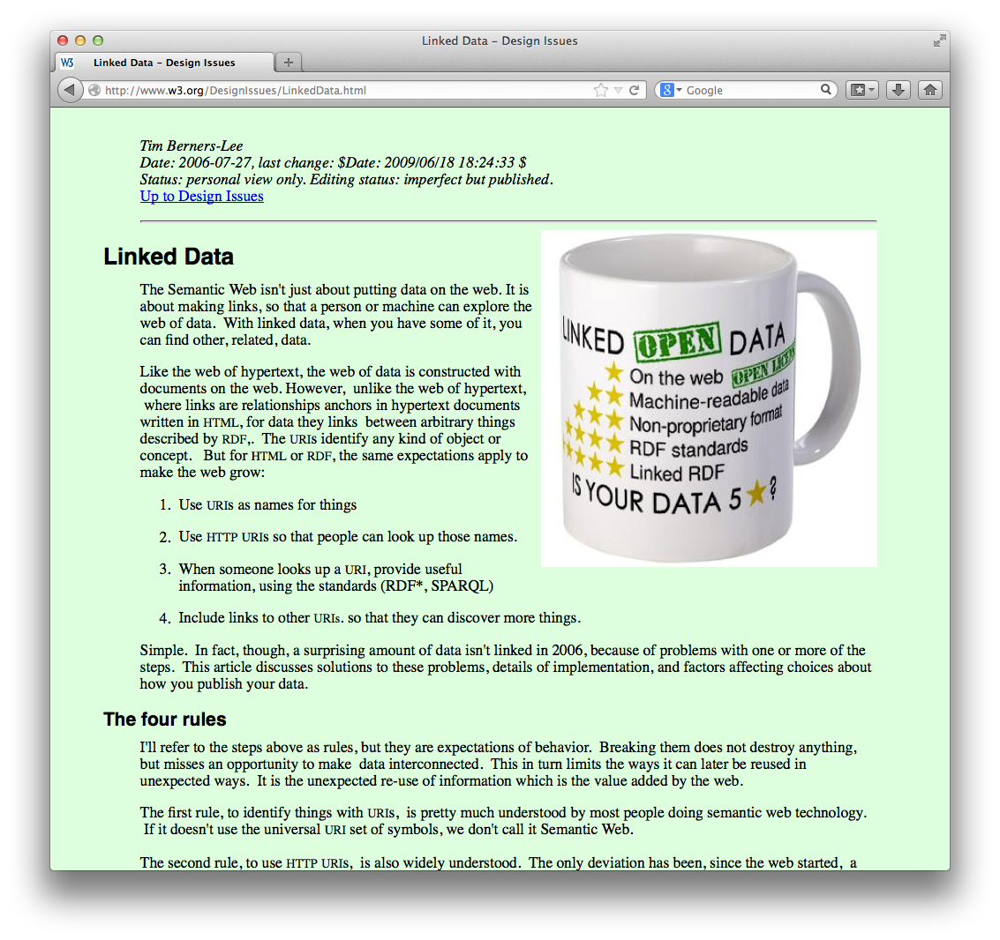 Linked Data – Design Issues
Linked Data – Design Issues
http://www.w3.org/DesignIssues/LinkedData.html
Google
Tim Berners-Lee
Date: 2006-07-27, last change: $Date: 2009/06/18 18:24:33 $
Status: personal view only. Editing status: imperfect but published.
Up to Design Issues
Linked Data
The Semantic Web isn't just about putting data on the web. It is
about making links, so that a person or machine can explore the
web of data.  With linked data, when you have some of it, you
can find other, related, data.
Like the web of hypertext, the web of data is constructed with
documents on the web. However,  unlike the web of hypertext,
where links are relationships anchors in hypertext documents
written in HTML, for data they links  between arbitrary things
described by RDF,.  The URIs identify any kind of object or
concept.   But for HTML or RDF, the same expectations apply to
make the web grow:
1. Use URIs as names for things
2. Use HTTP URIs so that people can look up those names.
3. When someone looks up a URI, provide useful
information, using the standards (RDF*, SPARQL)
4. Include links to other URIs. so that they can discover more things.
LINKED OPEN DATA
★ On the web OPEN LICENS
★★ Machine-readable data
★★★ Non-proprietary format
★★★★ RDF standards
★★★★★ Linked RDF
IS YOUR DATA 5 ★ ?
Simple.  In fact, though, a surprising amount of data isn't linked in 2006, because of problems with one or more of the
steps.  This article discusses solutions to these problems, details of implementation, and factors affecting choices about
how you publish your data.
The four rules
I'll refer to the steps above as rules, but they are expectations of behavior.  Breaking them does not destroy anything,
but misses an opportunity to make  data interconnected.  This in turn limits the ways it can later be reused in
unexpected ways.  It is the unexpected re-use of information which is the value added by the web.
The first rule, to identify things with URIs,  is pretty much understood by most people doing semantic web technology.
If it doesn't use the universal URI set of symbols, we don't call it Semantic Web.
The second rule, to use HTTP URIs,  is also widely understood.  The only deviation has been, since the web started,  a